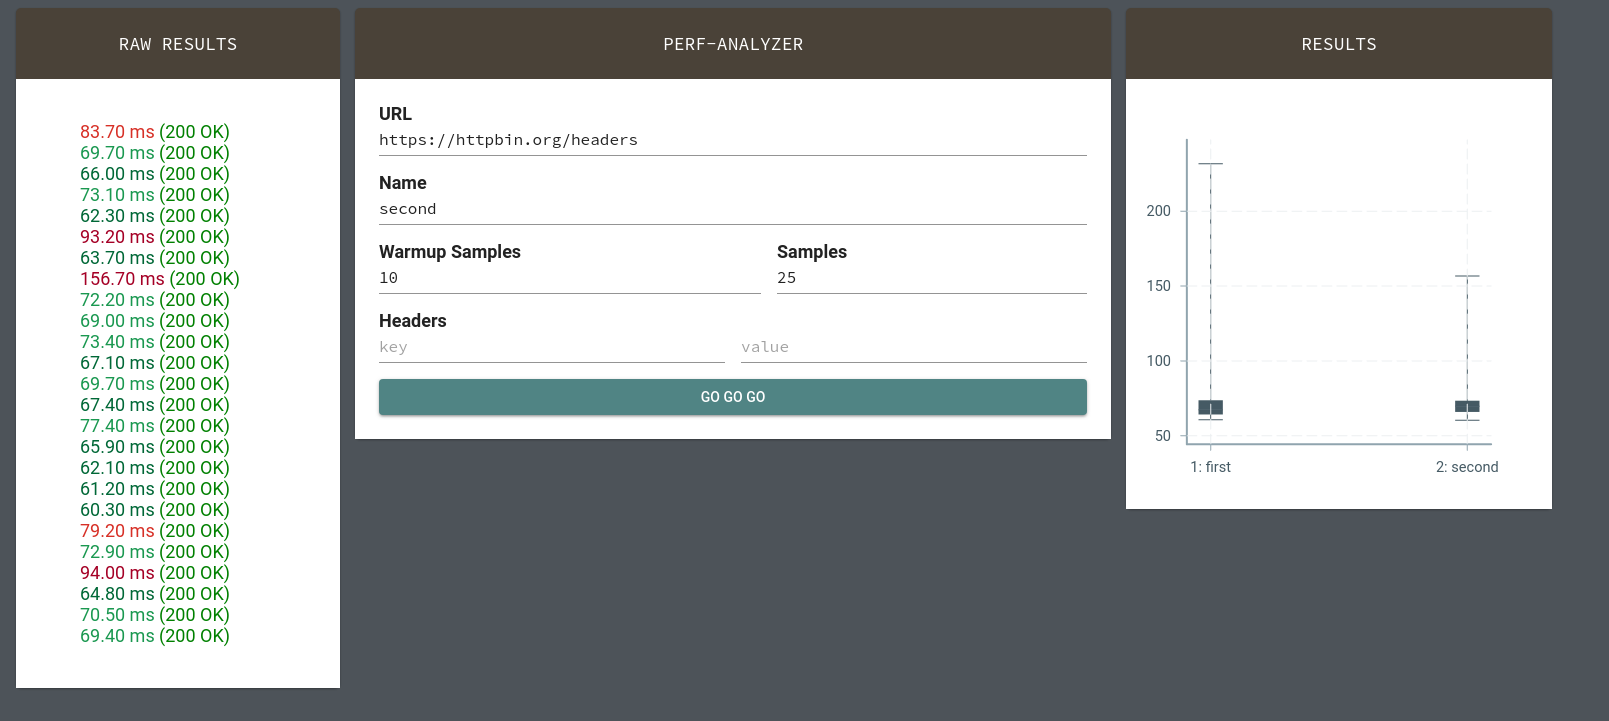 RAW RESULTS
83.70 ms (200 OK)
69.70 ms (200 OK)
66.00 ms (200 OK)
73.10 ms (200 OK)
62.30 ms (200 OK)
93.20 ms (200 OK)
63.70 ms (200 OK)
156.70 ms (200 OK)
72.20 ms (200 OK)
69.00 ms (200 OK)
73.40 ms (200 OK)
67.10 ms (200 OK)
69.70 ms (200 OK)
67.40 ms (200 OK)
77.40 ms (200 OK)
65.90 ms (200 OK)
62.10 ms (200 OK)
61.20 ms (200 OK)
60.30 ms (200 OK)
79.20 ms (200 OK)
72.90 ms (200 OK)
94.00 ms (200 OK)
64.80 ms (200 OK)
70.50 ms (200 OK)
69.40 ms (200 OK)
PERF-ANALYZER
URL
https://httpbin.org/headers
Name
second
Warmup Samples Samples
10 25
Headers
key value
GO GO GO
RESULTS
200
150
100
50
1: first 2: second